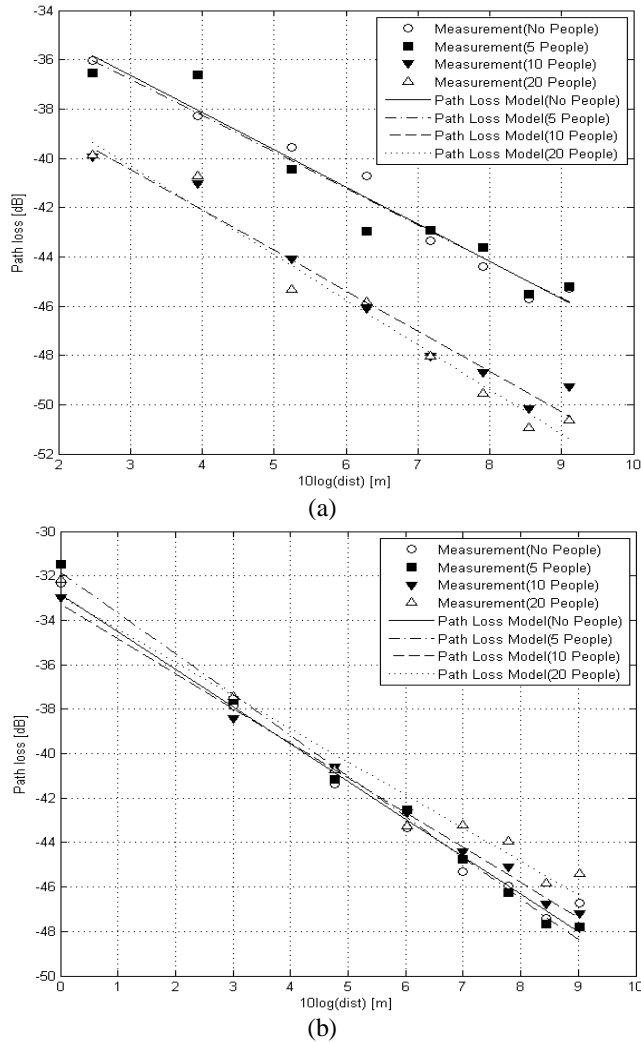 -34
-36
-38
-40
-42
-44
-46
-48
-50
-52
Path loss [dB]
Measurement(No People)
Measurement(5 People)
Measurement(10 People)
Measurement(20 People)
Path Loss Model(No People)
Path Loss Model(5 People)
Path Loss Model(10 People)
Path Loss Model(20 People)
2 3 4 5 6 7 8 9 10
10log(dist) [m]
(a)
-30
-32
-34
-36
-38
-40
-42
-44
-46
-48
-50
Path loss [dB]
Measurement(No People)
Measurement(5 People)
Measurement(10 People)
Measurement(20 People)
Path Loss Model(No People)
Path Loss Model(5 People)
Path Loss Model(10 People)
Path Loss Model(20 People)
0 1 2 3 4 5 6 7 8 9 10
10log(dist) [m]
(b)